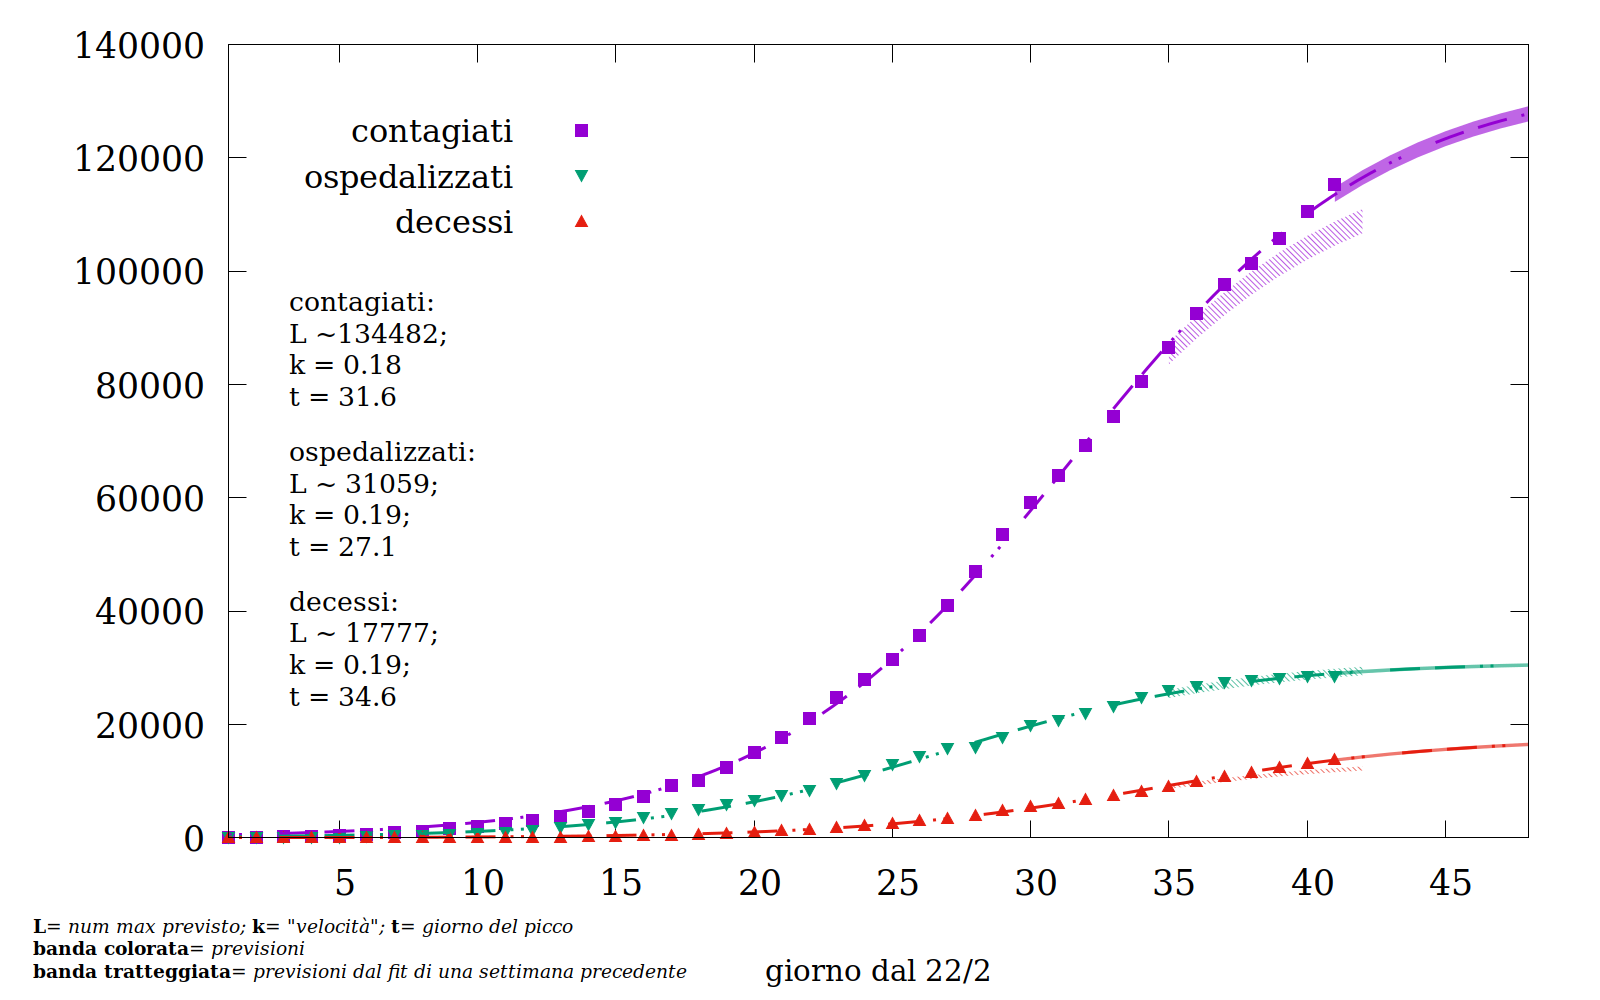 140000
120000
100000
80000
60000
40000
20000
0
contagiati
ospedalizzati
decessi
contagiati:
L ~134482;
k = 0.18
t = 31.6
ospedalizzati:
L ~ 31059;
k = 0.19;
t = 27.1
decessi:
L ~ 17777;
k = 0.19;
t = 34.6
5 10 15 20 25 30 35 40 45
L= num max previsto; k= "velocità"; t= giorno del picco
banda colorata= previsioni
banda tratteggiata= previsioni dal fit di una settimana precedente
giorno dal 22/2